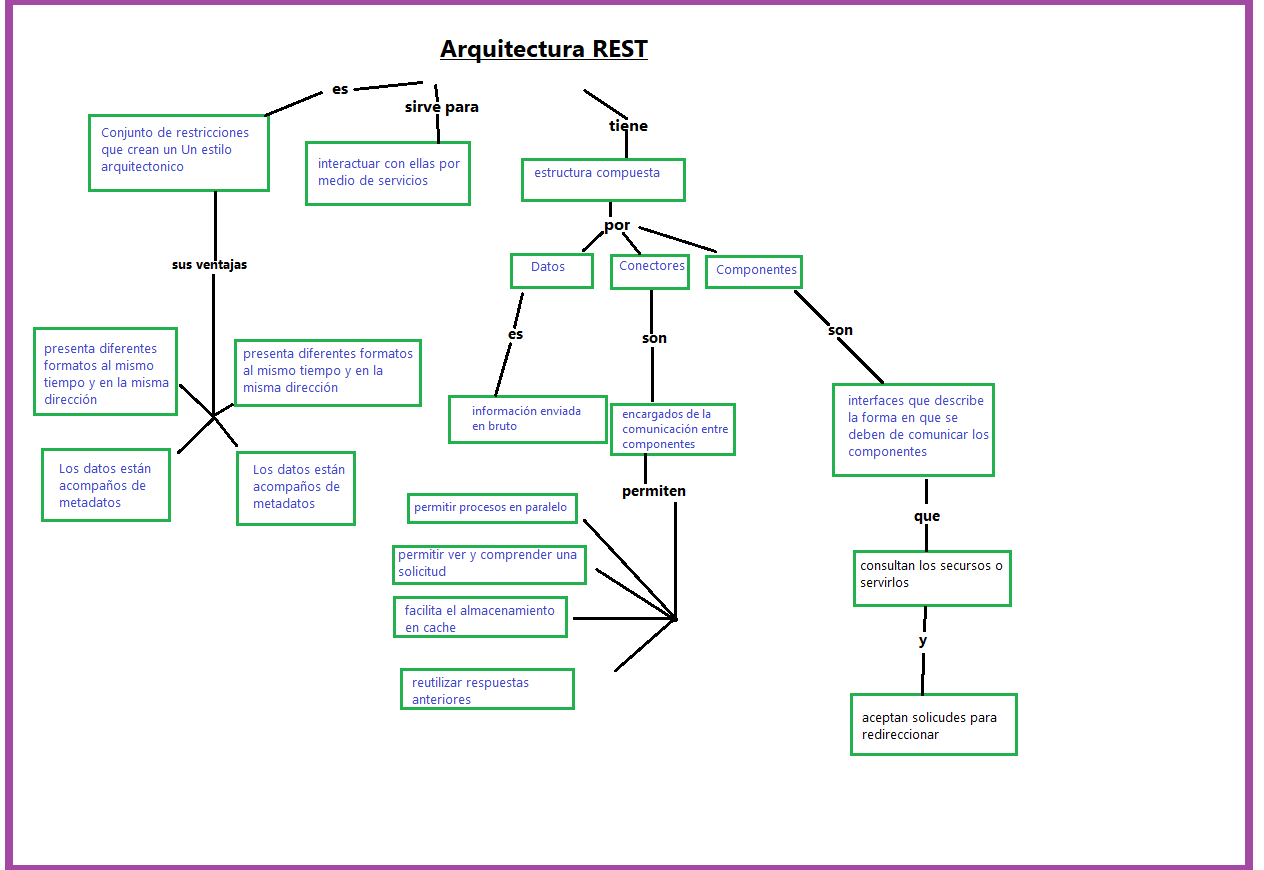 Arquitectura REST
es
sirve para
tiene
Conjunto de restricciones
que crean un Un estilo
arquitectonico
interactuar con ellas por
medio de servicios
estructura compuesta
por
sus ventajas
Datos
Conectores
Componentes
es
son
son
presenta diferentes
formatos al mismo
tiempo y en la misma
dirección
presenta diferentes formatos
al mismo tiempo y en la
misma dirección
Los datos están
acompaños de
metadatos
Los datos están
acompaños de
metadatos
información enviada
en bruto
encargados de la
comunicación entre
componentes
interfaces que describe
la forma en que se
deben de comunicar los
componentes
permiten
permitir procesos en paralelo
permitir ver y comprender una
solicitud
facilita el almacenamiento
en cache
reutilizar respuestas
anteriores
que
consultan los secursos o
servirlos
y
aceptan solicudes para
redireccionar